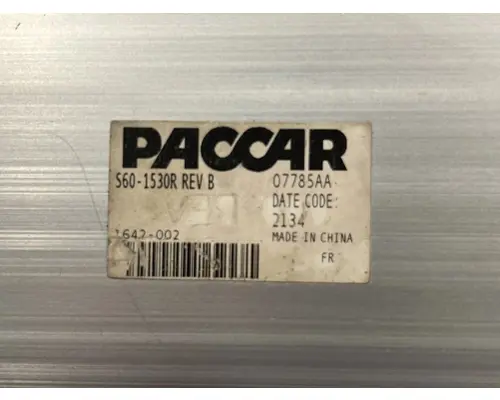 PACCAR
S60-1530R REV B 07785AA
DATE CODE:
2134
1642-002 MADE IN CHINA
FR